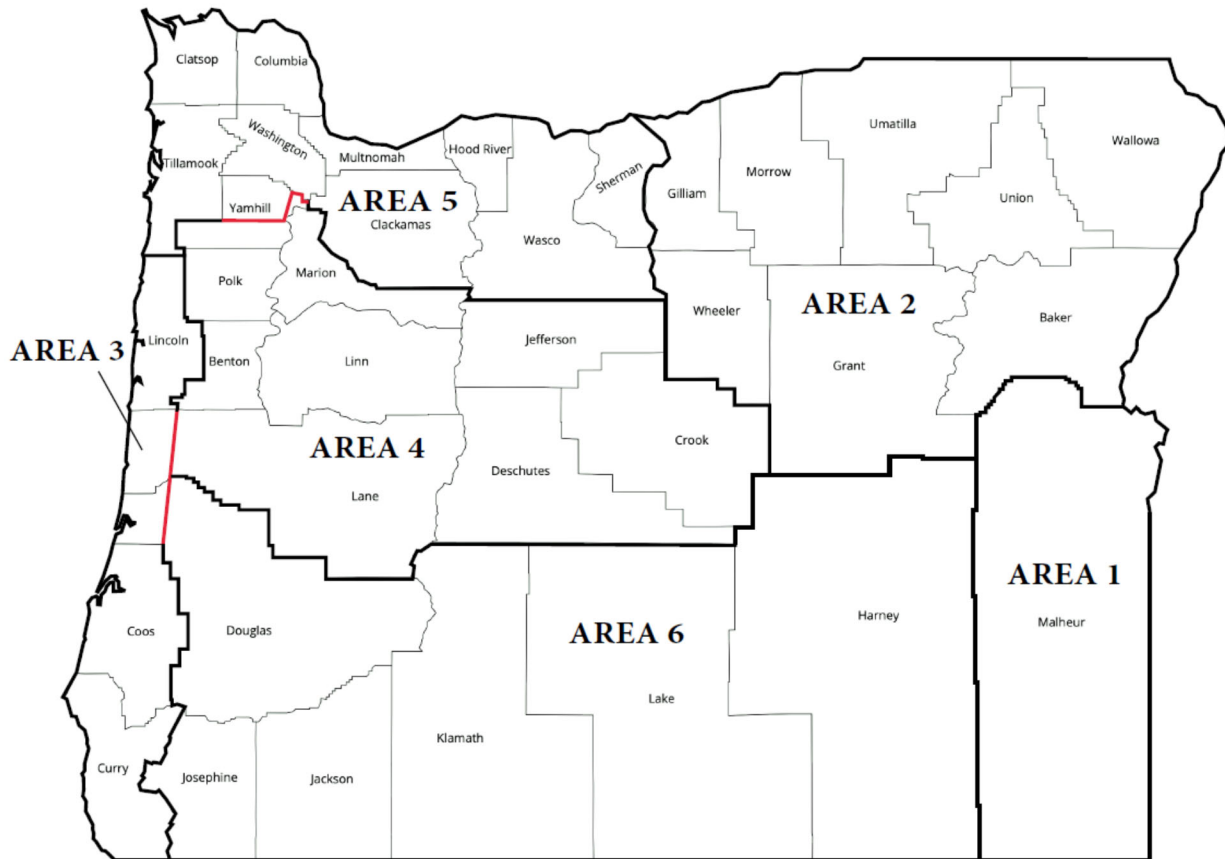 Clatsop
Columbia
Washington
Tillamook
Multnomah
Hood River
Sherman
Gilliam
Morrow
Umatilla
Wallowa
Union
Yamhill
AREA 5
Clackamas
Wasco
Marion
Polk
Wheeler
AREA 2
Baker
Lincoln
AREA 3
Benton
Linn
Jefferson
Grant
AREA 4
Crook
Deschutes
Lane
AREA 1
Malheur
Harney
Coos
Douglas
AREA 6
Lake
Klamath
Curry
Josephine
Jackson